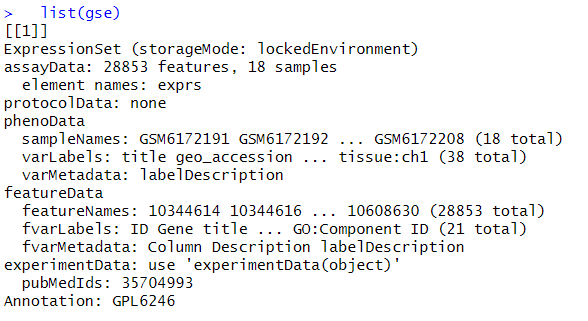 >   list(gse)
[[1]]
ExpressionSet (storageMode: lockedEnvironment)
assayData: 28853 features, 18 samples
  element names: exprs
protocolData: none
phenoData
  sampleNames: GSM6172191 GSM6172192 ... GSM6172208 (18 total)
  varLabels: title geo_accession ... tissue:ch1 (38 total)
  varMetadata: labelDescription
featureData
  featureNames: 10344614 10344616 ... 10608630 (28853 total)
  fvarLabels: ID Gene title ... GO:Component ID (21 total)
  fvarMetadata: Column Description labelDescription
experimentData: use 'experimentData(object)'
  pubMedIds: 35704993
Annotation: GPL6246